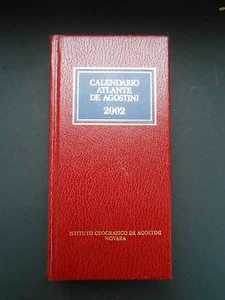 CALENDARIO
ATLANTE
DE AGOSTINI
2002
ISTITUTO GEOGRAFICO DE AGOSTINI
NOVARA